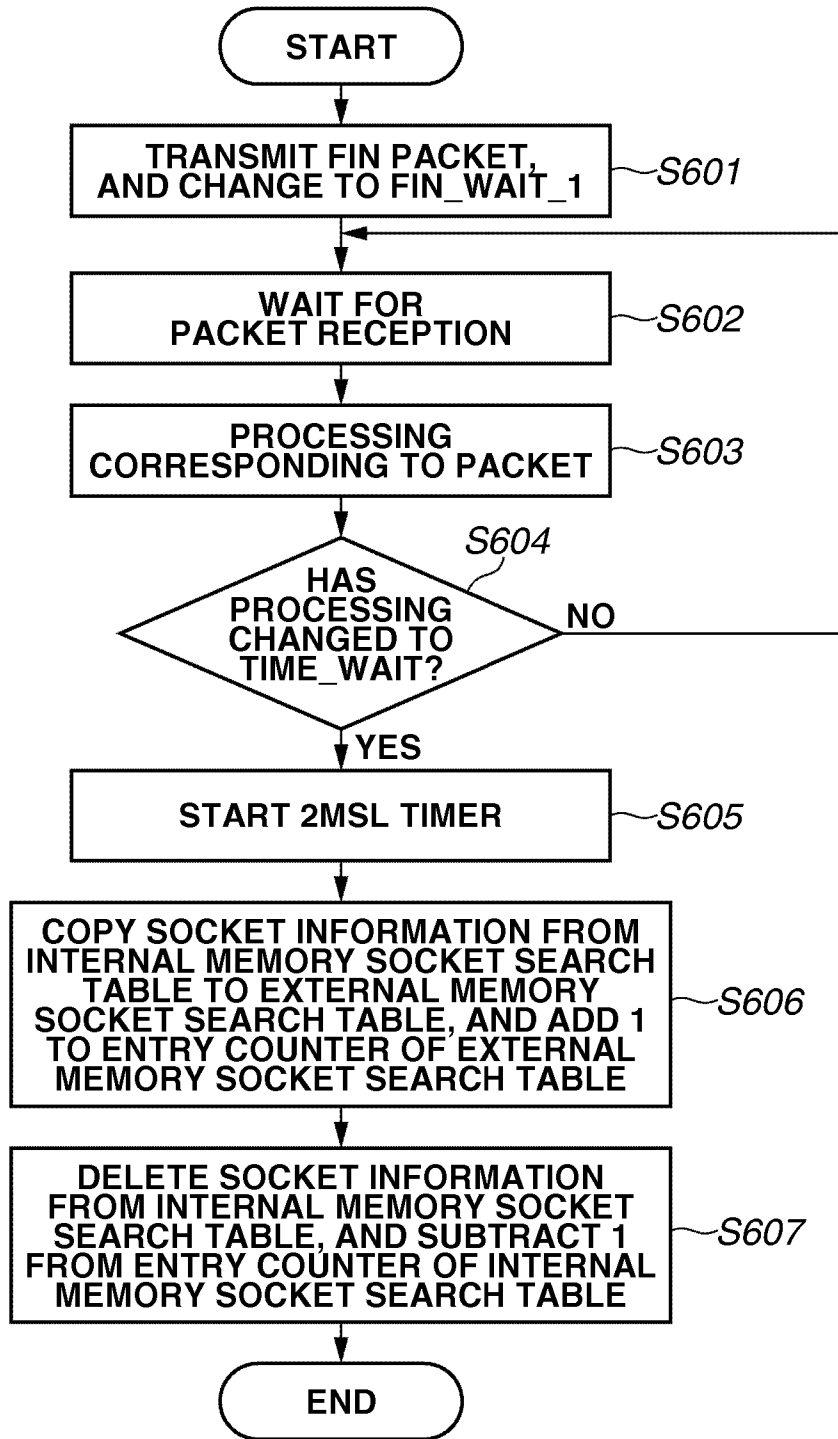 START
TRANSMIT FIN PACKET,
AND CHANGE TO FIN_WAIT_1
S601
WAIT FOR
PACKET RECEPTION
S602
PROCESSING
CORRESPONDING TO PACKET
S603
S604
HAS
PROCESSING
CHANGED TO
TIME_WAIT?
NO
YES
START 2MSL TIMER
S605
COPY SOCKET INFORMATION FROM
INTERNAL MEMORY SOCKET SEARCH
TABLE TO EXTERNAL MEMORY
SOCKET SEARCH TABLE, AND ADD 1
TO ENTRY COUNTER OF EXTERNAL
MEMORY SOCKET SEARCH TABLE
S606
DELETE SOCKET INFORMATION
FROM INTERNAL MEMORY SOCKET
SEARCH TABLE, AND SUBTRACT 1
FROM ENTRY COUNTER OF INTERNAL
MEMORY SOCKET SEARCH TABLE
S607
END